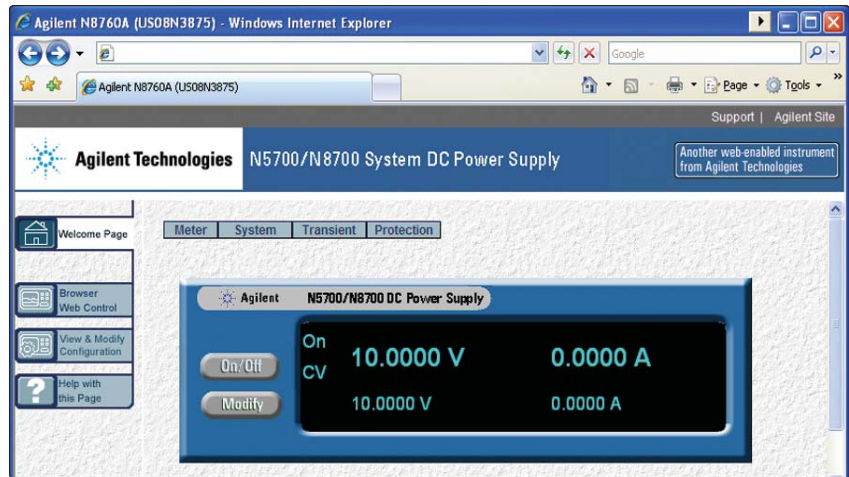 Agilent N8760A (US08N3875) - Windows Internet Explorer
Google
Agilent N8760A (US08N3875)
Page Tools »
Support | Agilent Site
Agilent Technologies
N5700/N8700 System DC Power Supply
Another web-enabled instrument
from Agilent Technologies
Welcome Page
Meter System Transient Protection
Browser
Web Control
View & Modify
Configuration
Help with
this Page
Agilent N5700/N8700 DC Power Supply
On/Off
Modify
On
CV
10.0000 V 0.0000 A
10.0000 V 0.0000 A